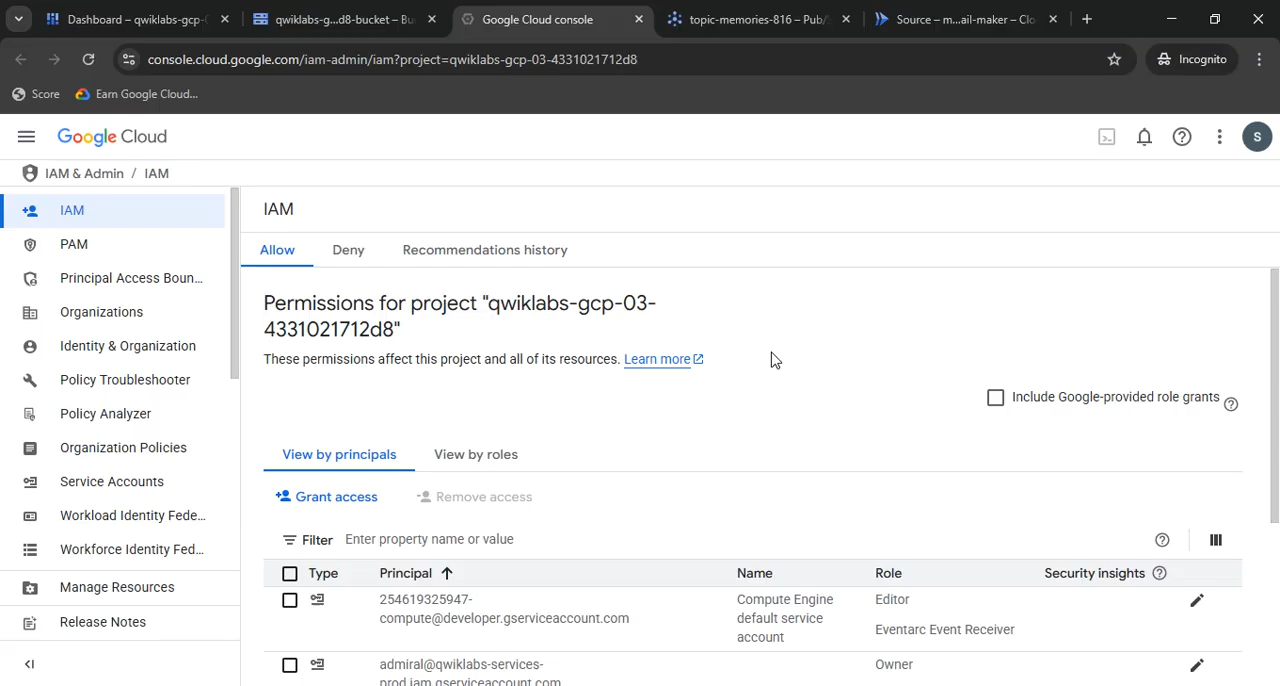 Dashboard – qwiklabs-gcp-0
qwiklabs-g...d8-bucket – Bu
Google Cloud console
topic-memories-816 – Pub/S
Source – m...ail-maker – Clo
console.cloud.google.com/iam-admin/iam?project=qwiklabs-gcp-03-4331021712d8
Incognito
Score
Earn Google Cloud...
Google Cloud
S
IAM & Admin / IAM
IAM
PAM
Principal Access Boun...
Organizations
Identity & Organization
Policy Troubleshooter
Policy Analyzer
Organization Policies
Service Accounts
Workload Identity Fede...
Workforce Identity Fed...
Manage Resources
Release Notes
IAM
Allow
Deny
Recommendations history
Permissions for project "qwiklabs-gcp-03-
4331021712d8"
These permissions affect this project and all of its resources. Learn more
Include Google-provided role grants
View by principals
View by roles
Grant access
Remove access
Filter
Enter property name or value
Type
Principal
Name
Role
Security insights
254619325947-
compute@developer.gserviceaccount.com
Compute Engine
default service
account
Editor
Eventarc Event Receiver
admiral@qwiklabs-services-
prod.iam.gserviceaccount.com
Owner